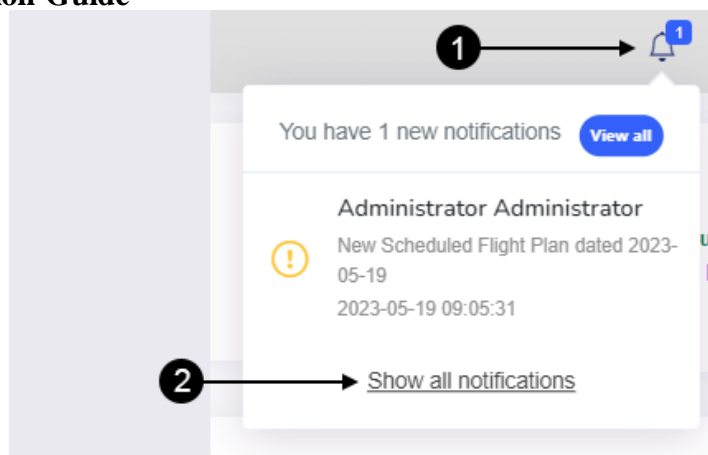 on Guide
1
1
You have 1 new notifications View all
Administrator Administrator
New Scheduled Flight Plan dated 2023-
05-19
2023-05-19 09:05:31
2
Show all notifications